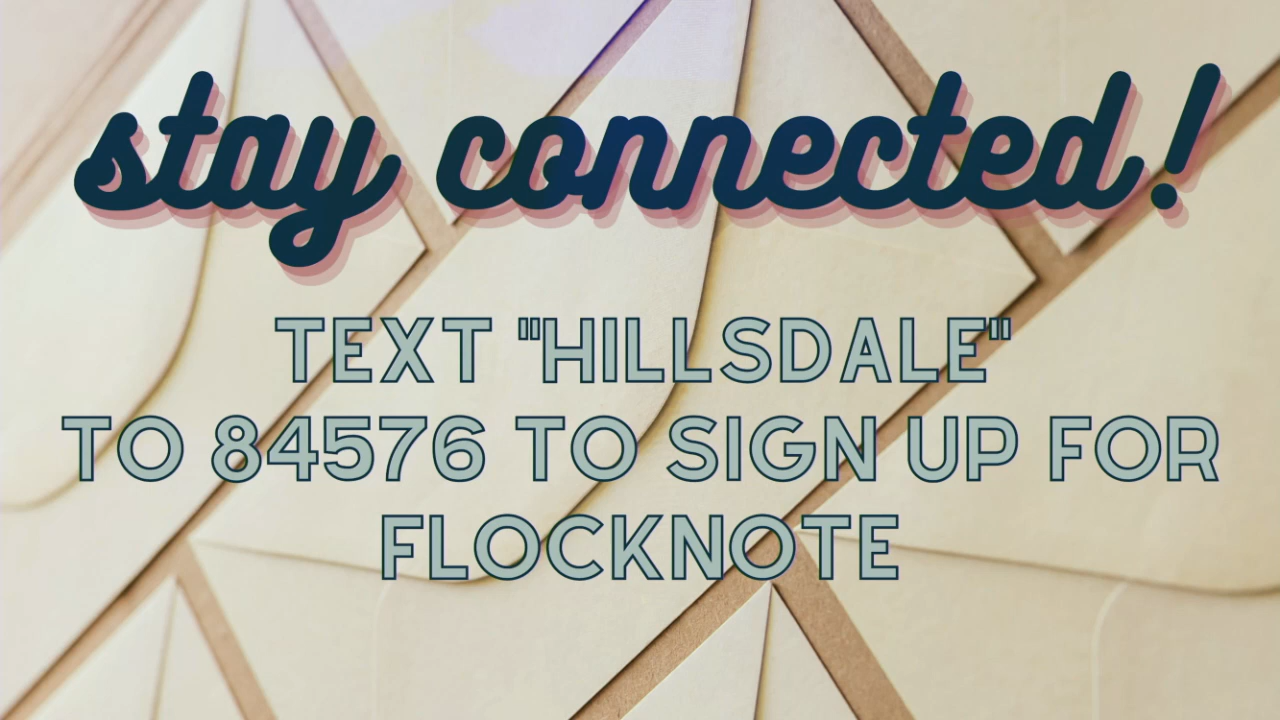 stay connected!
TEXT "HILLSDALE"
TO 84576 TO SIGN UP FOR
FLOCKNOTE